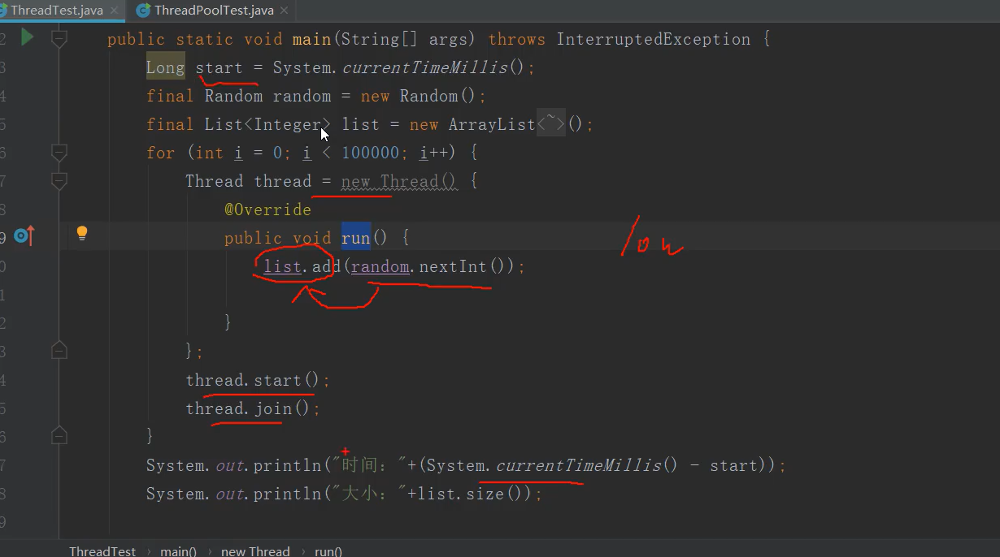 ThreadTest.java × ThreadPoolTest.java ×
2 public static void main(String[] args) throws InterruptedException {
3 Long start = System.currentTimeMillis();
4 final Random random = new Random();
5 final List<Integer> list = new ArrayList<~>();
6 for (int i = 0; i < 100000; i++) {
7 Thread thread = new Thread() {
8 @Override
9 public void run() {
0 list.add(random.nextInt());
1
2 }
3 };
4 thread.start();
5 thread.join();
6 }
7 System.out.println("时间："+(System.currentTimeMillis() - start));
8 System.out.println("大小："+list.size());
9
ThreadTest › main() › new Thread › run()